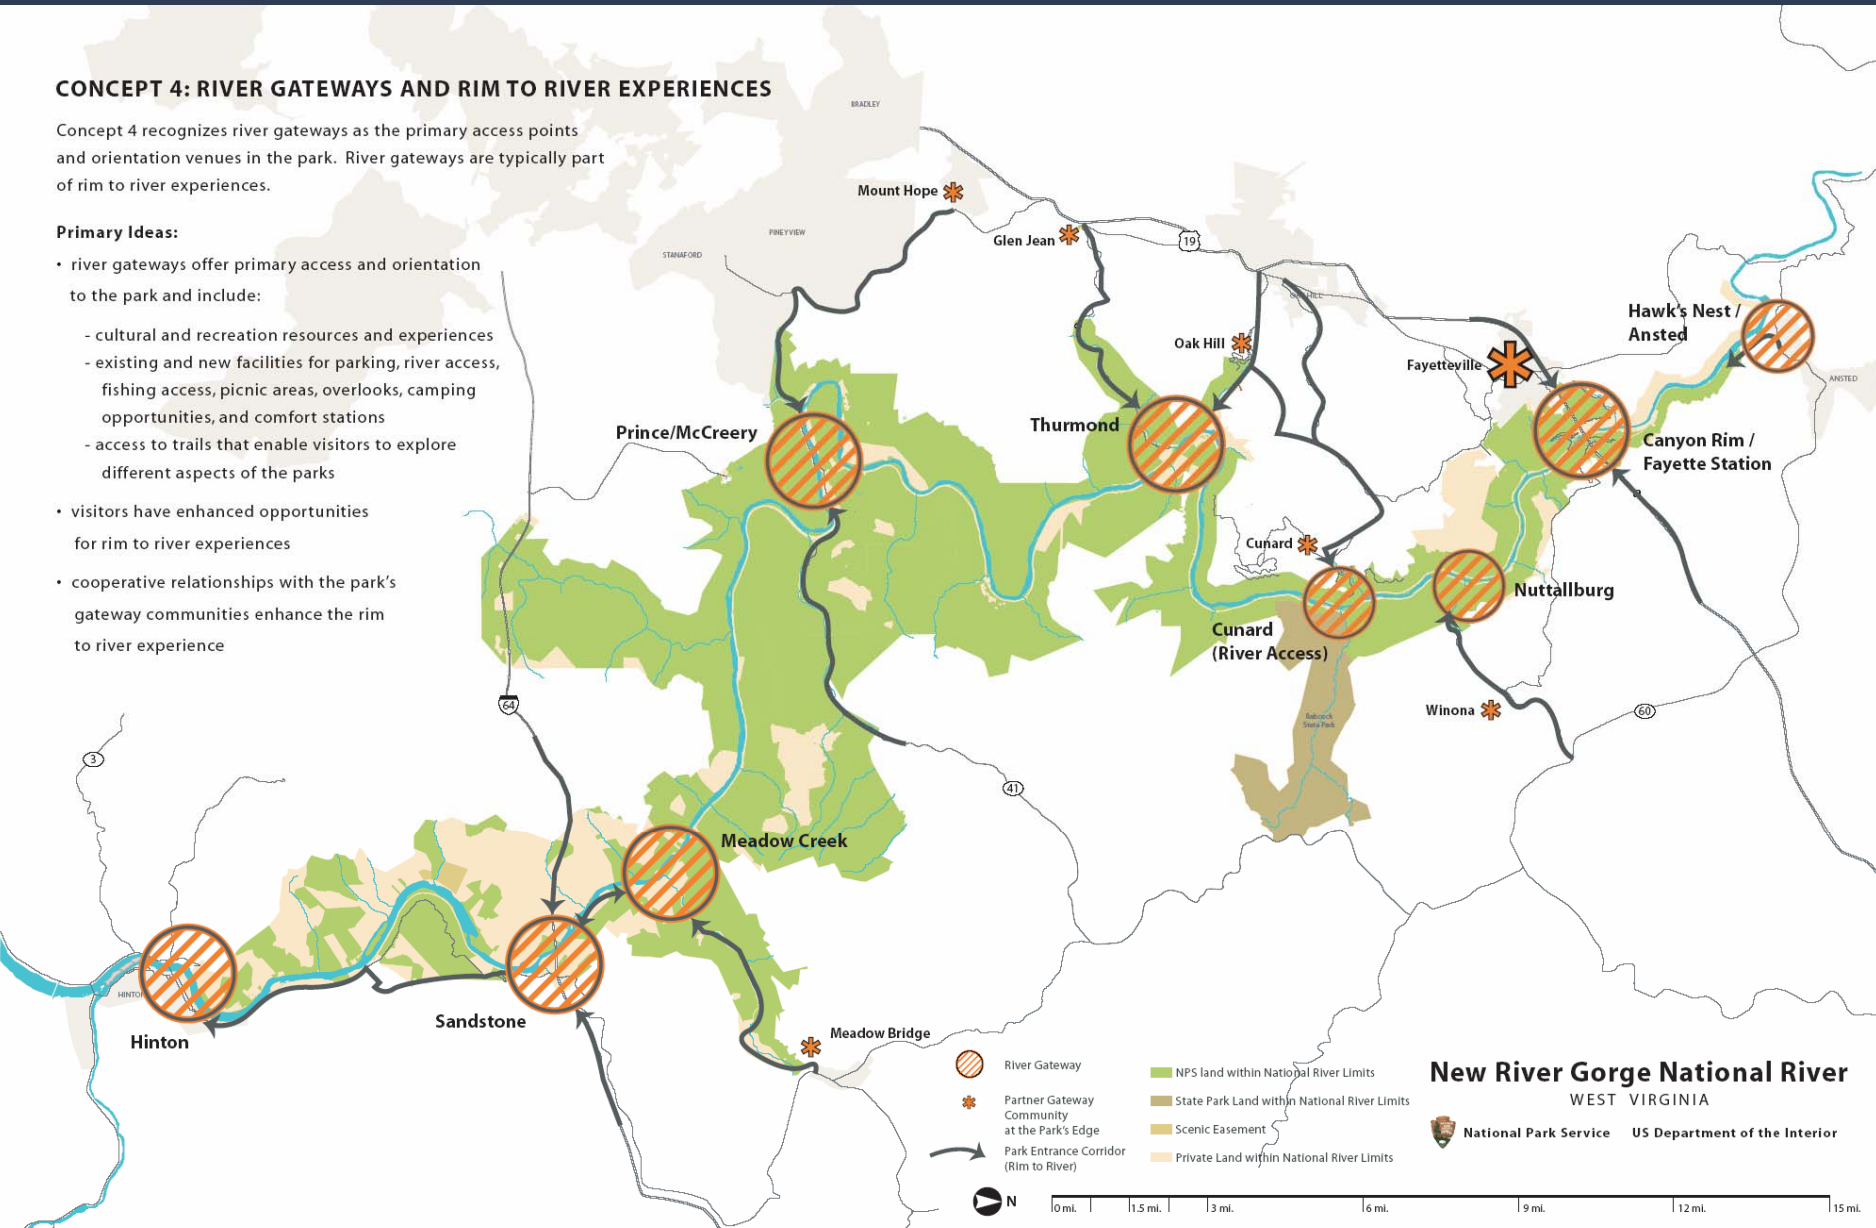 CONCEPT 4: RIVER GATEWAYS AND RIM TO RIVER EXPERIENCES
Concept 4 recognizes river gateways as the primary access points
and orientation venues in the park. River gateways are typically part
of rim to river experiences.
Primary Ideas:
• river gateways offer primary access and orientation
to the park and include:
- cultural and recreation resources and experiences
- existing and new facilities for parking, river access,
fishing access, picnic areas, overlooks, camping
opportunities, and comfort stations
- access to trails that enable visitors to explore
different aspects of the parks
• visitors have enhanced opportunities
for rim to river experiences
• cooperative relationships with the park's
gateway communities enhance the rim
to river experience
BRADLEY
Mount Hope
PINEYVIEW
STANAFORD
Glen Jean
19
OAK HILL
Oak Hill
Fayetteville
Hawk's Nest /
Ansted
ANSTED
Prince/McCreery
Thurmond
Canyon Rim /
Fayette Station
Cunard
Nuttallburg
Cunard
(River Access)
64
Babcock
State Park
Winona
60
3
41
Meadow Creek
HINTON
Hinton
Sandstone
Meadow Bridge
River Gateway
Partner Gateway
Community
at the Park's Edge
Park Entrance Corridor
(Rim to River)
NPS land within National River Limits
State Park Land within National River Limits
Scenic Easement
Private Land within National River Limits
New River Gorge National River
WEST VIRGINIA
National Park Service US Department of the Interior
N
0 mi. 1.5 mi. 3 mi. 6 mi. 9 mi. 12 mi. 15 mi.